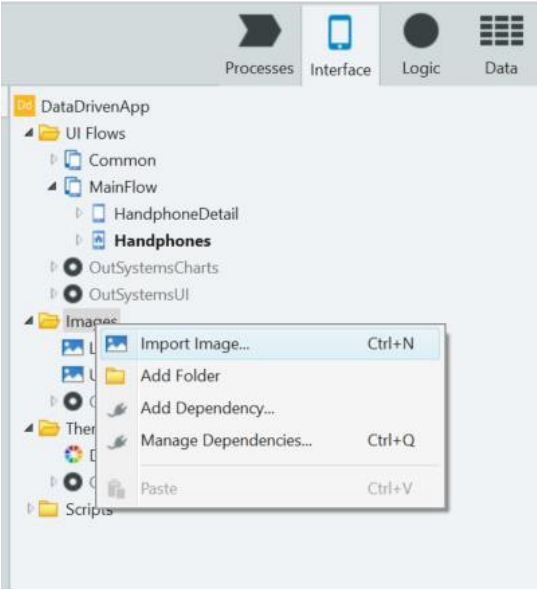 Processes Interface Logic Data
Dd DataDrivenApp
UI Flows
Common
MainFlow
HandphoneDetail
Handphones
OutSystemsCharts
OutSystemsUI
Images
Import Image... Ctrl+N
Add Folder
Add Dependency...
Manage Dependencies... Ctrl+Q
Paste Ctrl+V
Scripts